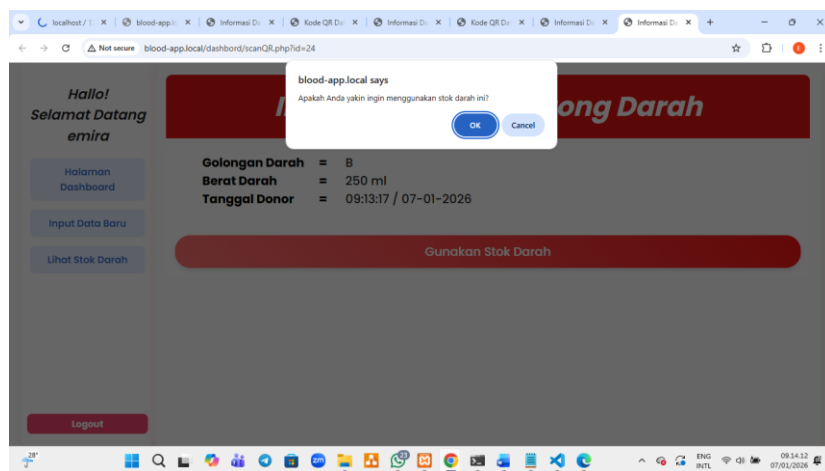 localhost / 1
blood-app.lo
Informasi Da
Kode QR Da
Informasi Da
Kode QR Da
Informasi Da
Informasi Da
Not secure blood-app.local/dashbord/scanQR.php?id=24
blood-app.local says
Apakah Anda yakin ingin menggunakan stok darah ini?
OK Cancel
Hallo!
Selamat Datang
emira
Halaman
Dashboard
Input Data Baru
Lihat Stok Darah
Logout
ong Darah
Golongan Darah = B
Berat Darah = 250 ml
Tanggal Donor = 09:13:17 / 07-01-2026
Gunakan Stok Darah
28°
zm
23
ENG
INTL
09.14.12
07/01/2026